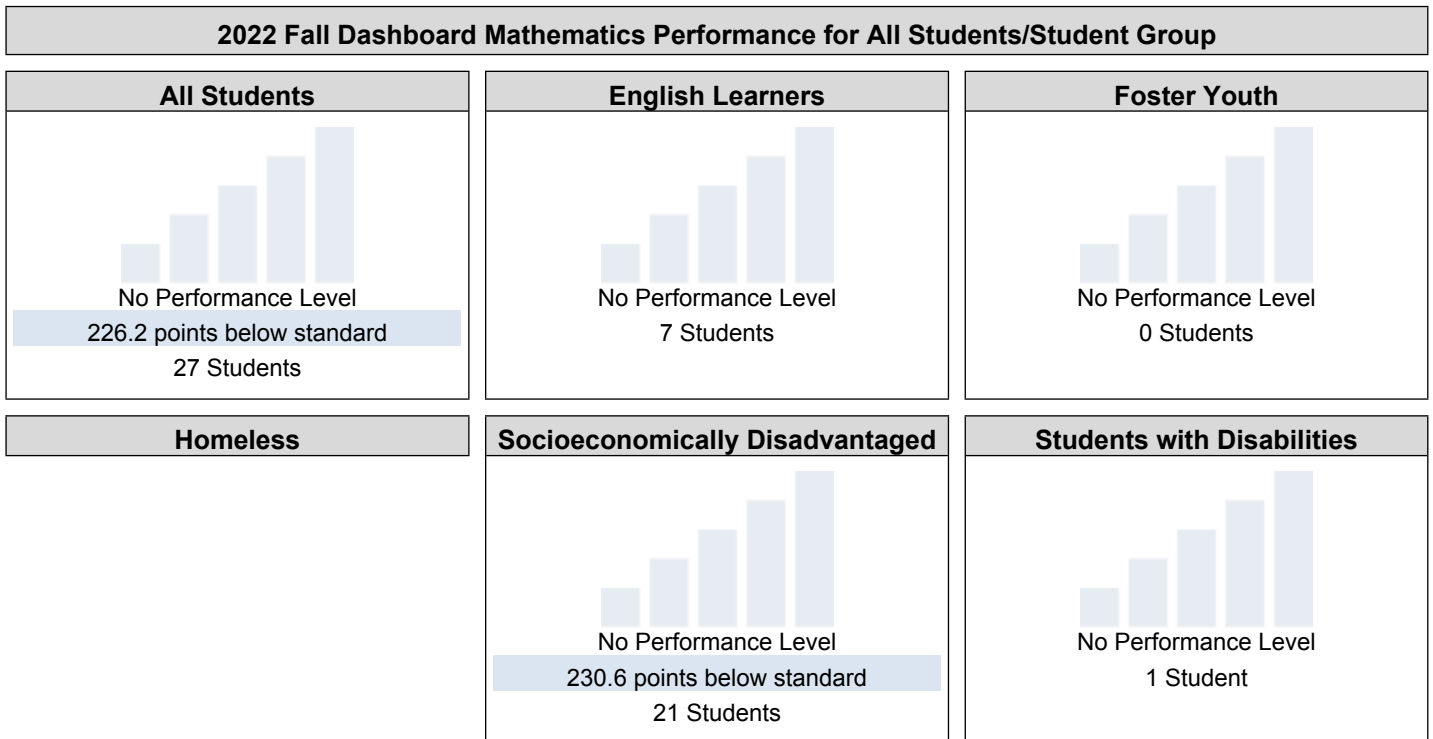 2022 Fall Dashboard Mathematics Performance for All Students/Student Group
All Students
No Performance Level
226.2 points below standard
27 Students
English Learners
No Performance Level
7 Students
Foster Youth
No Performance Level
0 Students
Homeless
Socioeconomically Disadvantaged
No Performance Level
230.6 points below standard
21 Students
Students with Disabilities
No Performance Level
1 Student